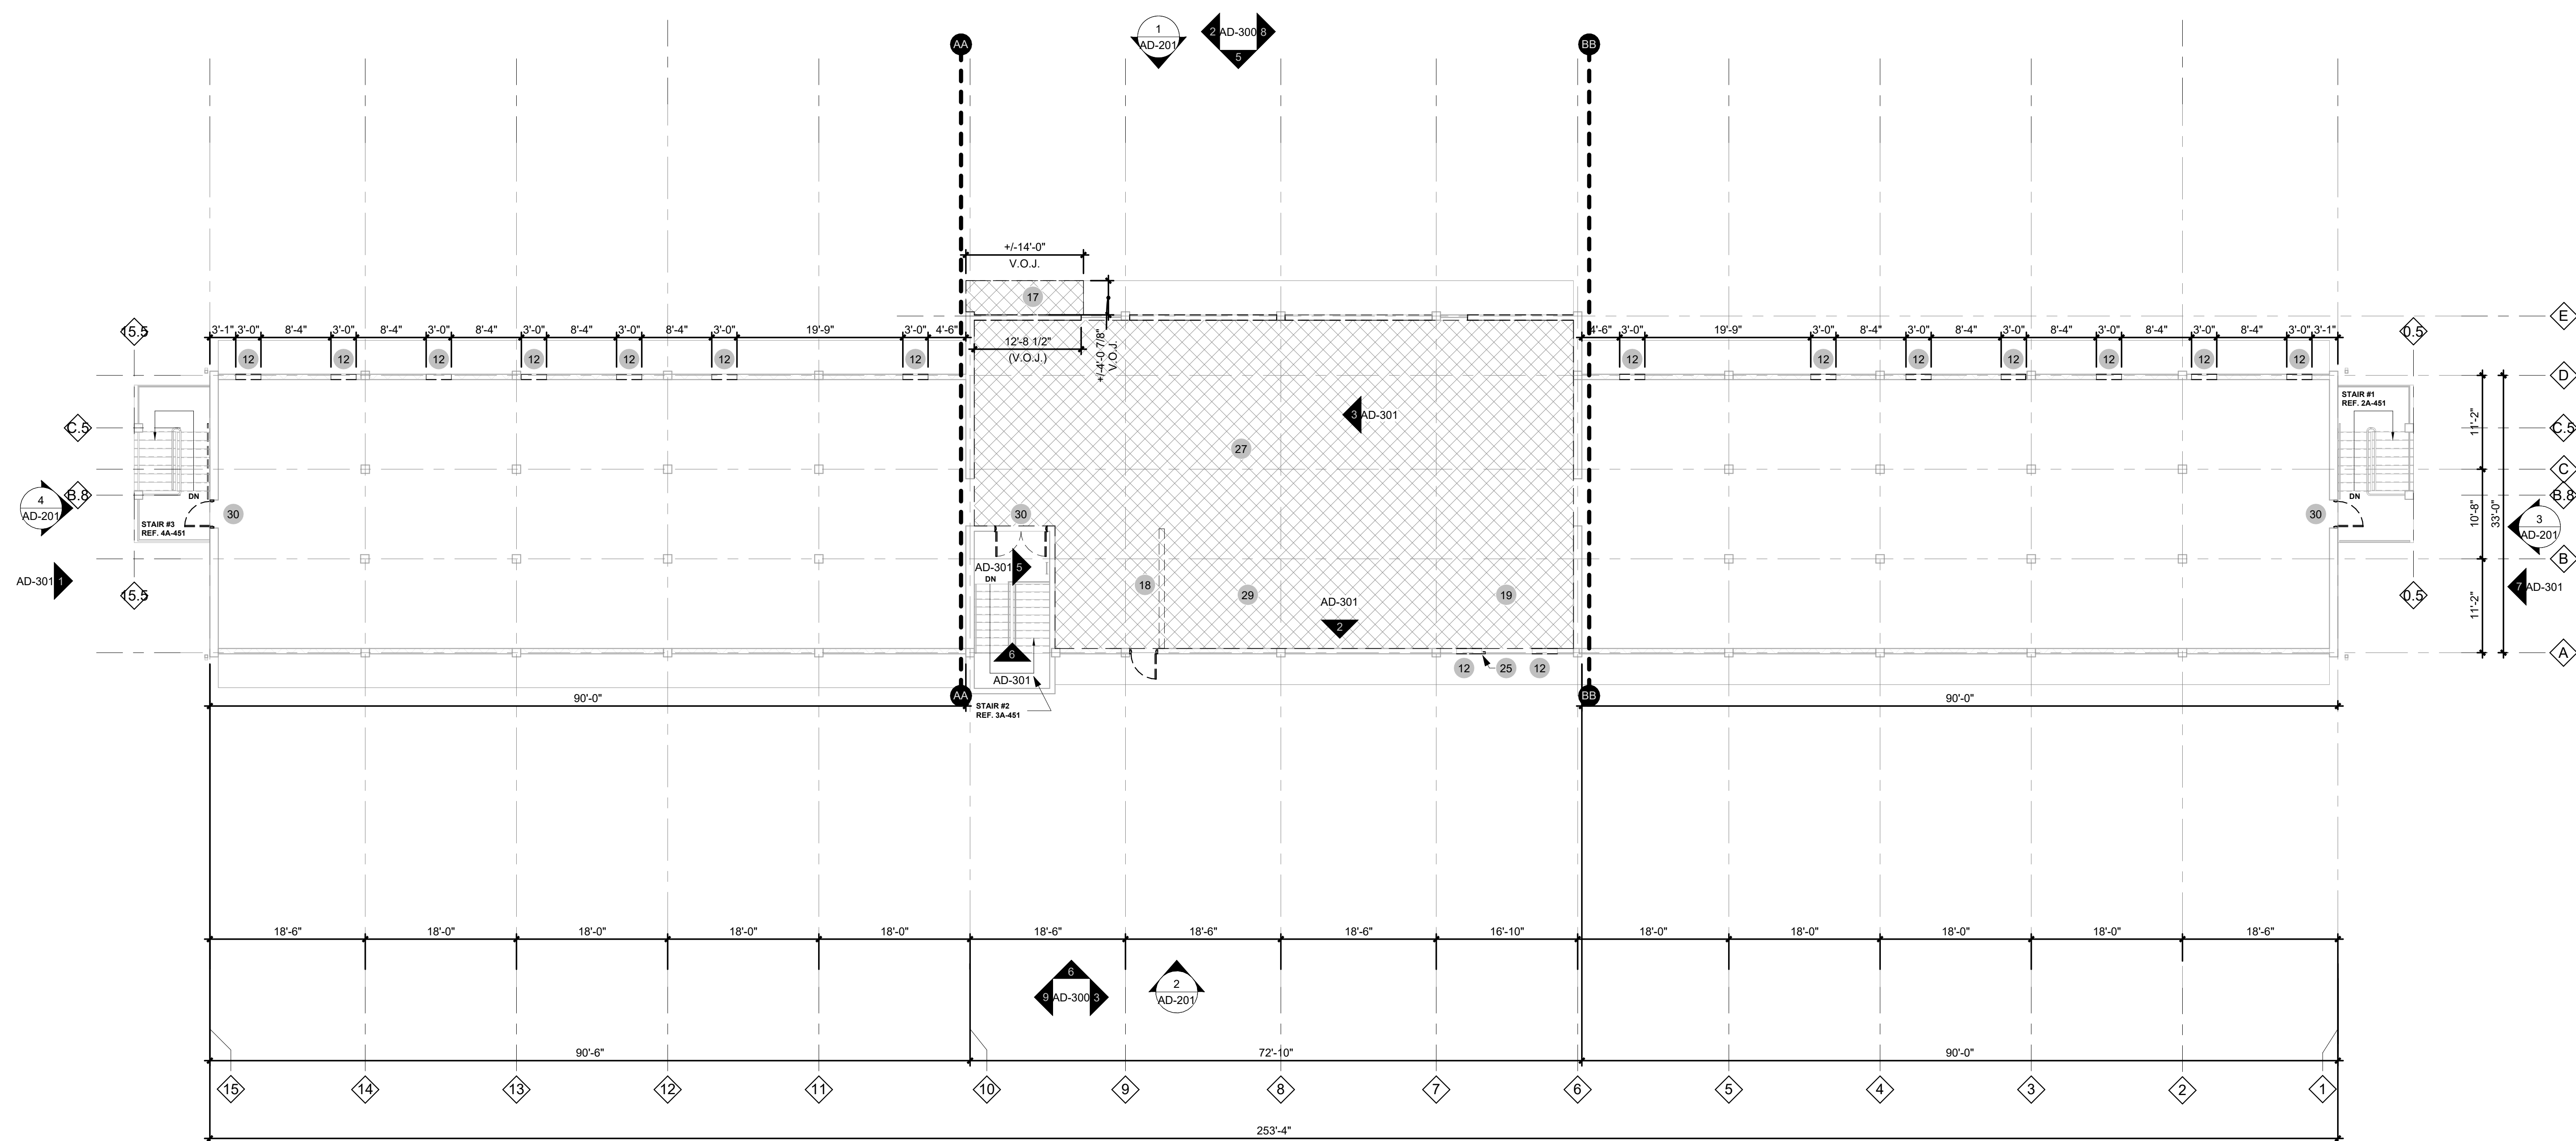 AA
BB
1
AD-201
2 AD-300 8
5
+/-14'-0"
V.O.J.
17
12'-8 1/2"
(V.O.J.)
+/-4'-0 7/8"
V.O.J.
15.5
3'-1" 3'-0" 8'-4" 3'-0" 8'-4" 3'-0" 8'-4" 3'-0" 8'-4" 3'-0" 8'-4" 3'-0" 19'-9" 3'-0" 4'-6"
4'-6" 3'-0" 19'-9" 3'-0" 8'-4" 3'-0" 8'-4" 3'-0" 8'-4" 3'-0" 8'-4" 3'-0" 8'-4" 3'-0" 3'-1"
0.5
E
12 12 12 12 12 12 12
12 12 12 12 12 12 12
D
STAIR #1
REF. 2A-451
3 AD-301
C.5
C.5
11'-2"
27
C
B.8
DN
DN
B.8
4
AD-201
30
30
30
10'-8"
33'-0"
3
AD-201
STAIR #3
REF. 4A-451
B
AD-301 5
DN
AD-301 1
7 AD-301
18
29
19
AD-301
2
15.5
0.5
11'-2"
6
AD-301
12
25
12
A
AA
BB
90'-0"
90'-0"
STAIR #2
REF. 3A-451
18'-6" 18'-0" 18'-0" 18'-0" 18'-0" 18'-6" 18'-6" 18'-6" 16'-10" 18'-0" 18'-0" 18'-0" 18'-0" 18'-6"
6
9 AD-300 3
2
AD-201
90'-6" 72'-10" 90'-0"
15 14 13 12 11 10 9 8 7 6 5 4 3 2 1
253'-4"